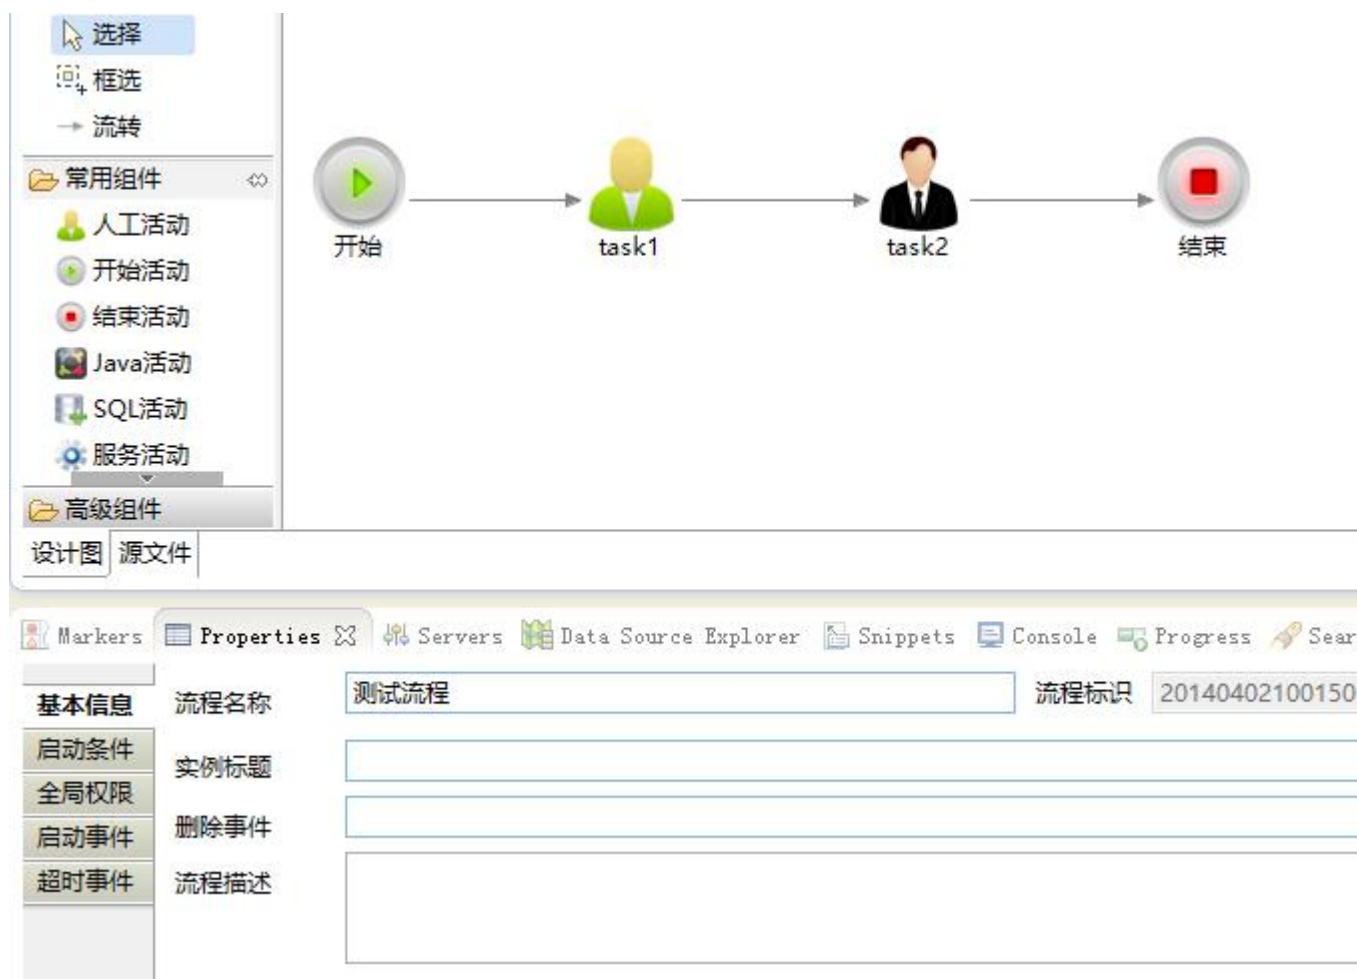 选择
框选
流转
常用组件
人工活动
开始活动
结束活动
Java活动
SQL活动
服务活动
高级组件
开始
task1
task2
结束
设计图 源文件
Markers Properties Servers Data Source Explorer Snippets Console Progress Sear
基本信息
启动条件
全局权限
启动事件
超时事件
流程名称 测试流程 流程标识 20140402100150
实例标题
删除事件
流程描述